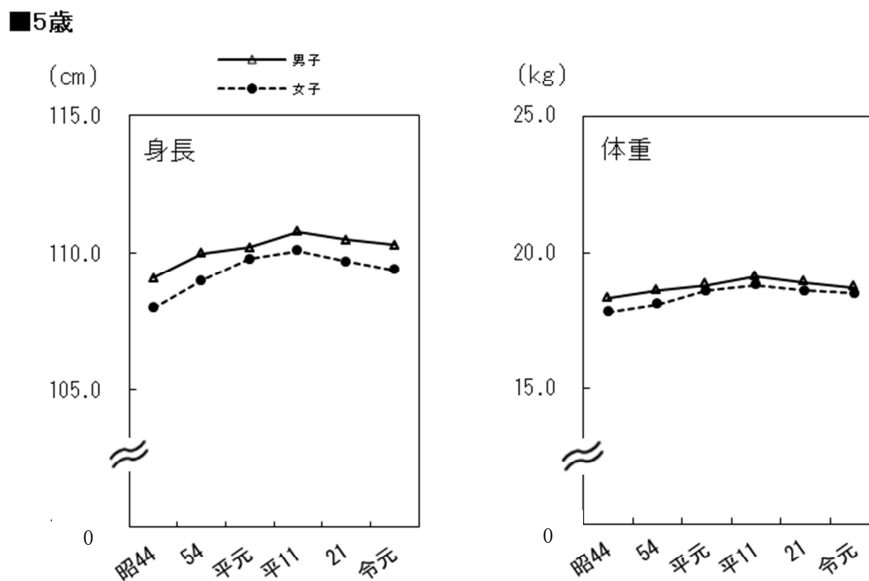 ■5歳
男子
女子
(cm)
115.0
身長
110.0
105.0
0
昭44
54
平元
平11
21
令元
(kg)
25.0
体重
20.0
15.0
0
昭44
54
平元
平11
21
令元